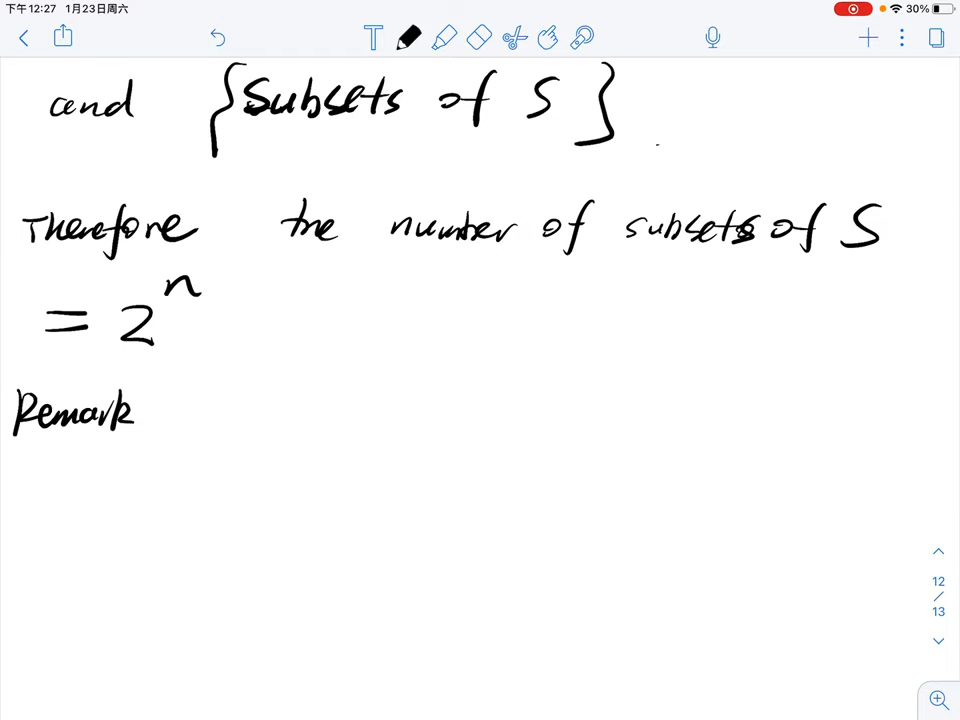 下午12:27 1月23日周六 30%
T
and {Subsets of S}.
Therefore the number of subsets of S
= 2^n
Remark
12
/
13